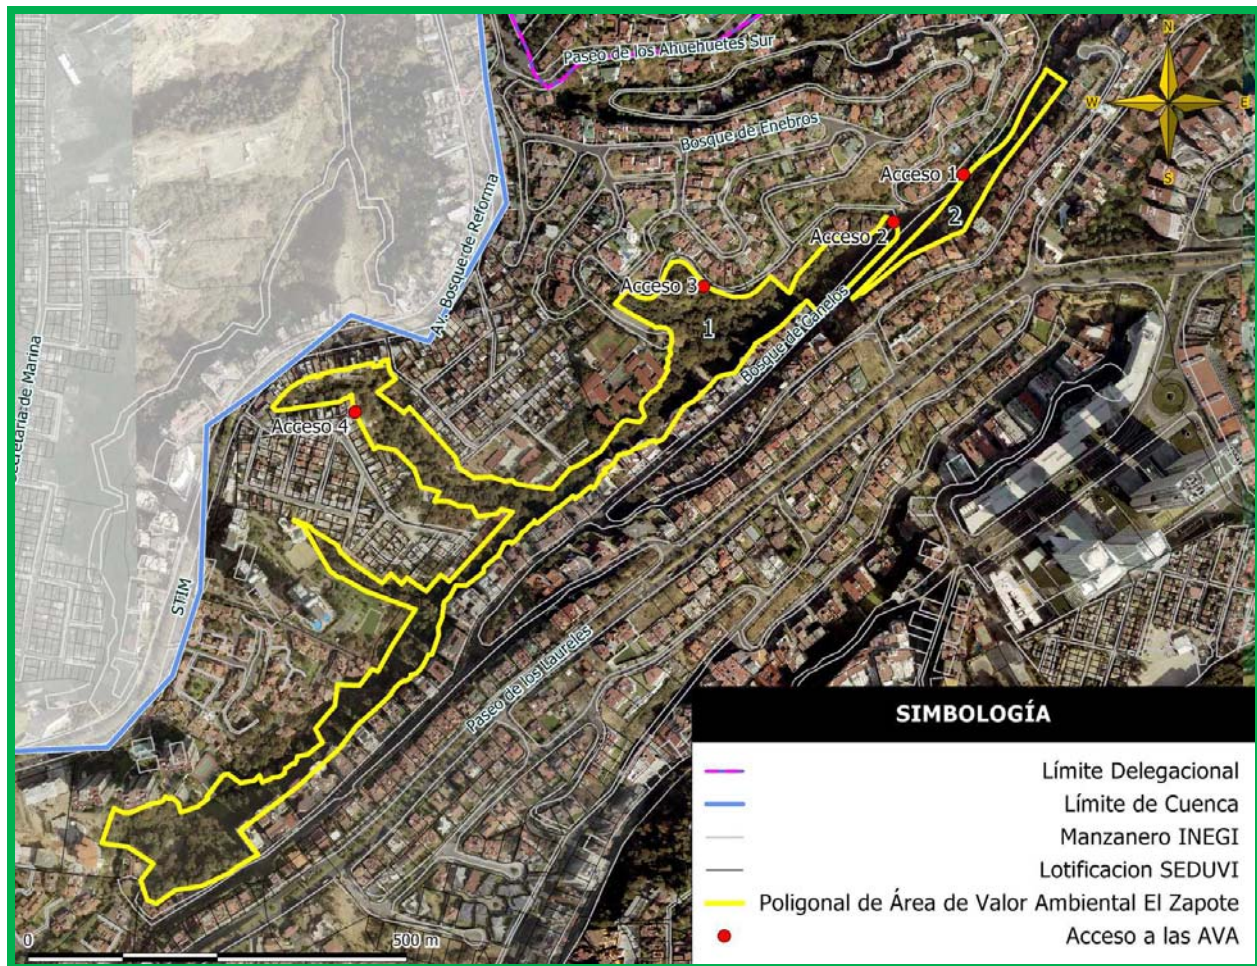 Paseo de los Ahuehuetes Sur
N
W
E
S
Bosque de Enebros
Acceso 1
2
Acceso 2
Av. Bosque de Reforma
Acceso 3
1
Bosque de Canelos
Secretaria de Marina
Acceso 4
STIM
Paseo de los Laureles
SIMBOLOGÍA
Límite Delegacional
Límite de Cuenca
Manzanero INEGI
Lotificacion SEDUVI
Poligonal de Área de Valor Ambiental El Zapote
Acceso a las AVA
0
500 m